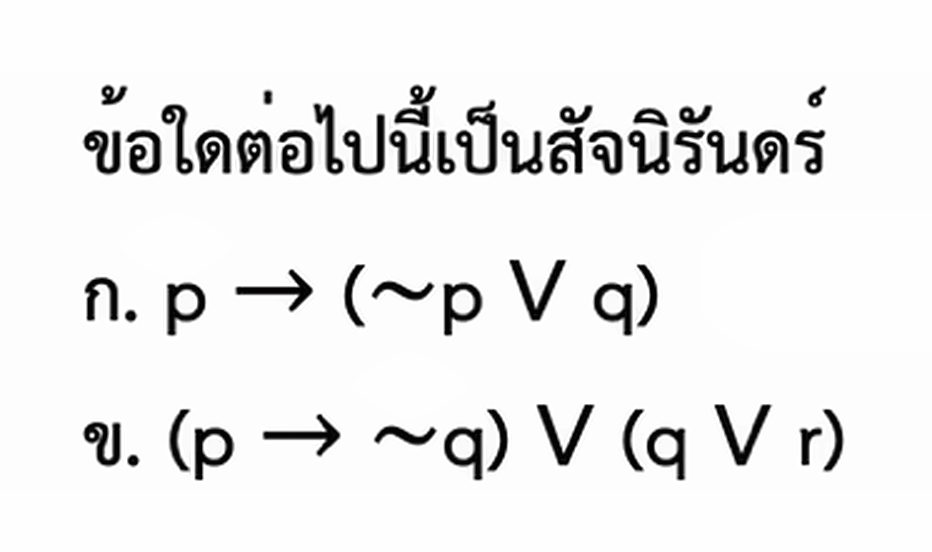 ข้อใดต่อไปนี้เป็นสัจนิรันดร์
ก. p → (~p V q)
ข. (p → ~q) V (q V r)